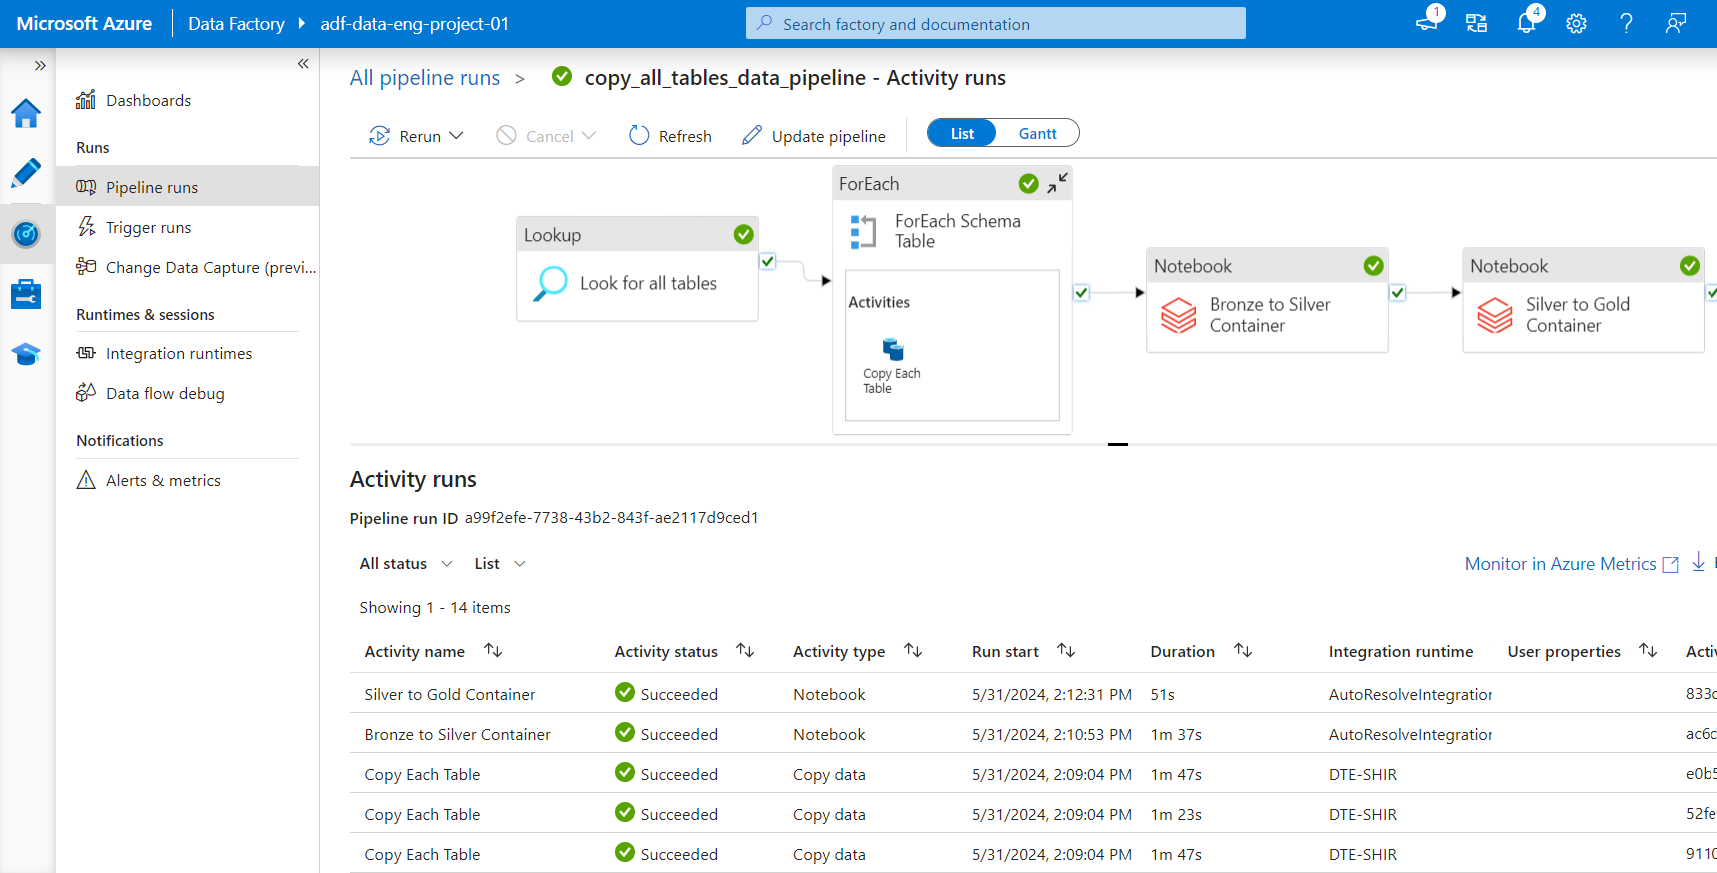 Microsoft Azure Data Factory adf-data-eng-project-01 Search factory and documentation 1 4
Dashboards
Runs
Pipeline runs
Trigger runs
Change Data Capture (previ...
Runtimes & sessions
Integration runtimes
Data flow debug
Notifications
Alerts & metrics
All pipeline runs > copy_all_tables_data_pipeline - Activity runs
Rerun Cancel Refresh Update pipeline List Gantt
Lookup
Look for all tables
ForEach
ForEach Schema
Table
Activities
Copy Each
Table
Notebook
Bronze to Silver
Container
Notebook
Silver to Gold
Container
Activity runs
Pipeline run ID a99f2efe-7738-43b2-843f-ae2117d9ced1
All status List
Monitor in Azure Metrics
Showing 1 - 14 items
Activity name Activity status Activity type Run start Duration Integration runtime User properties Activ
Silver to Gold Container Succeeded Notebook 5/31/2024, 2:12:31 PM 51s AutoResolveIntegration 833c
Bronze to Silver Container Succeeded Notebook 5/31/2024, 2:10:53 PM 1m 37s AutoResolveIntegration ac6c
Copy Each Table Succeeded Copy data 5/31/2024, 2:09:04 PM 1m 47s DTE-SHIR e0b5
Copy Each Table Succeeded Copy data 5/31/2024, 2:09:04 PM 1m 23s DTE-SHIR 52fe
Copy Each Table Succeeded Copy data 5/31/2024, 2:09:04 PM 1m 47s DTE-SHIR 9110